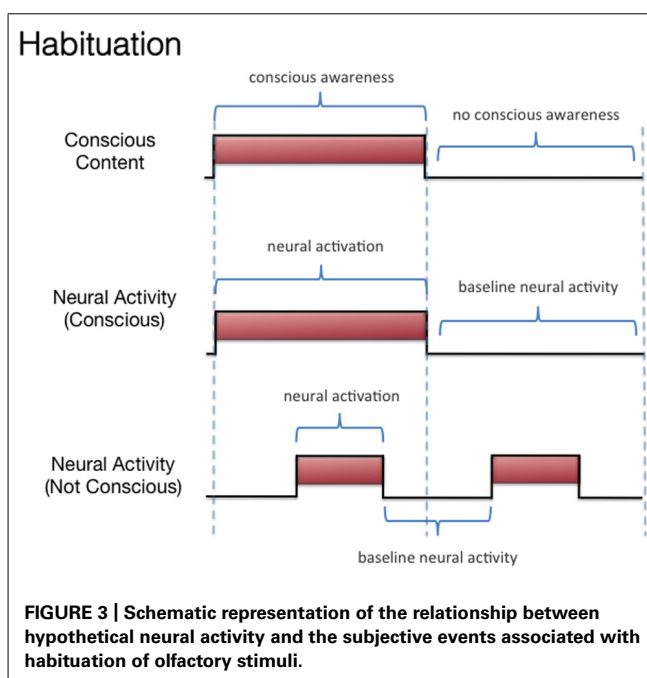 Habituation
conscious awareness
no conscious awareness
Conscious
Content
neural activation
baseline neural activity
Neural Activity
(Conscious)
neural activation
Neural Activity
(Not Conscious)
baseline neural activity
FIGURE 3 | Schematic representation of the relationship between
hypothetical neural activity and the subjective events associated with
habituation of olfactory stimuli.